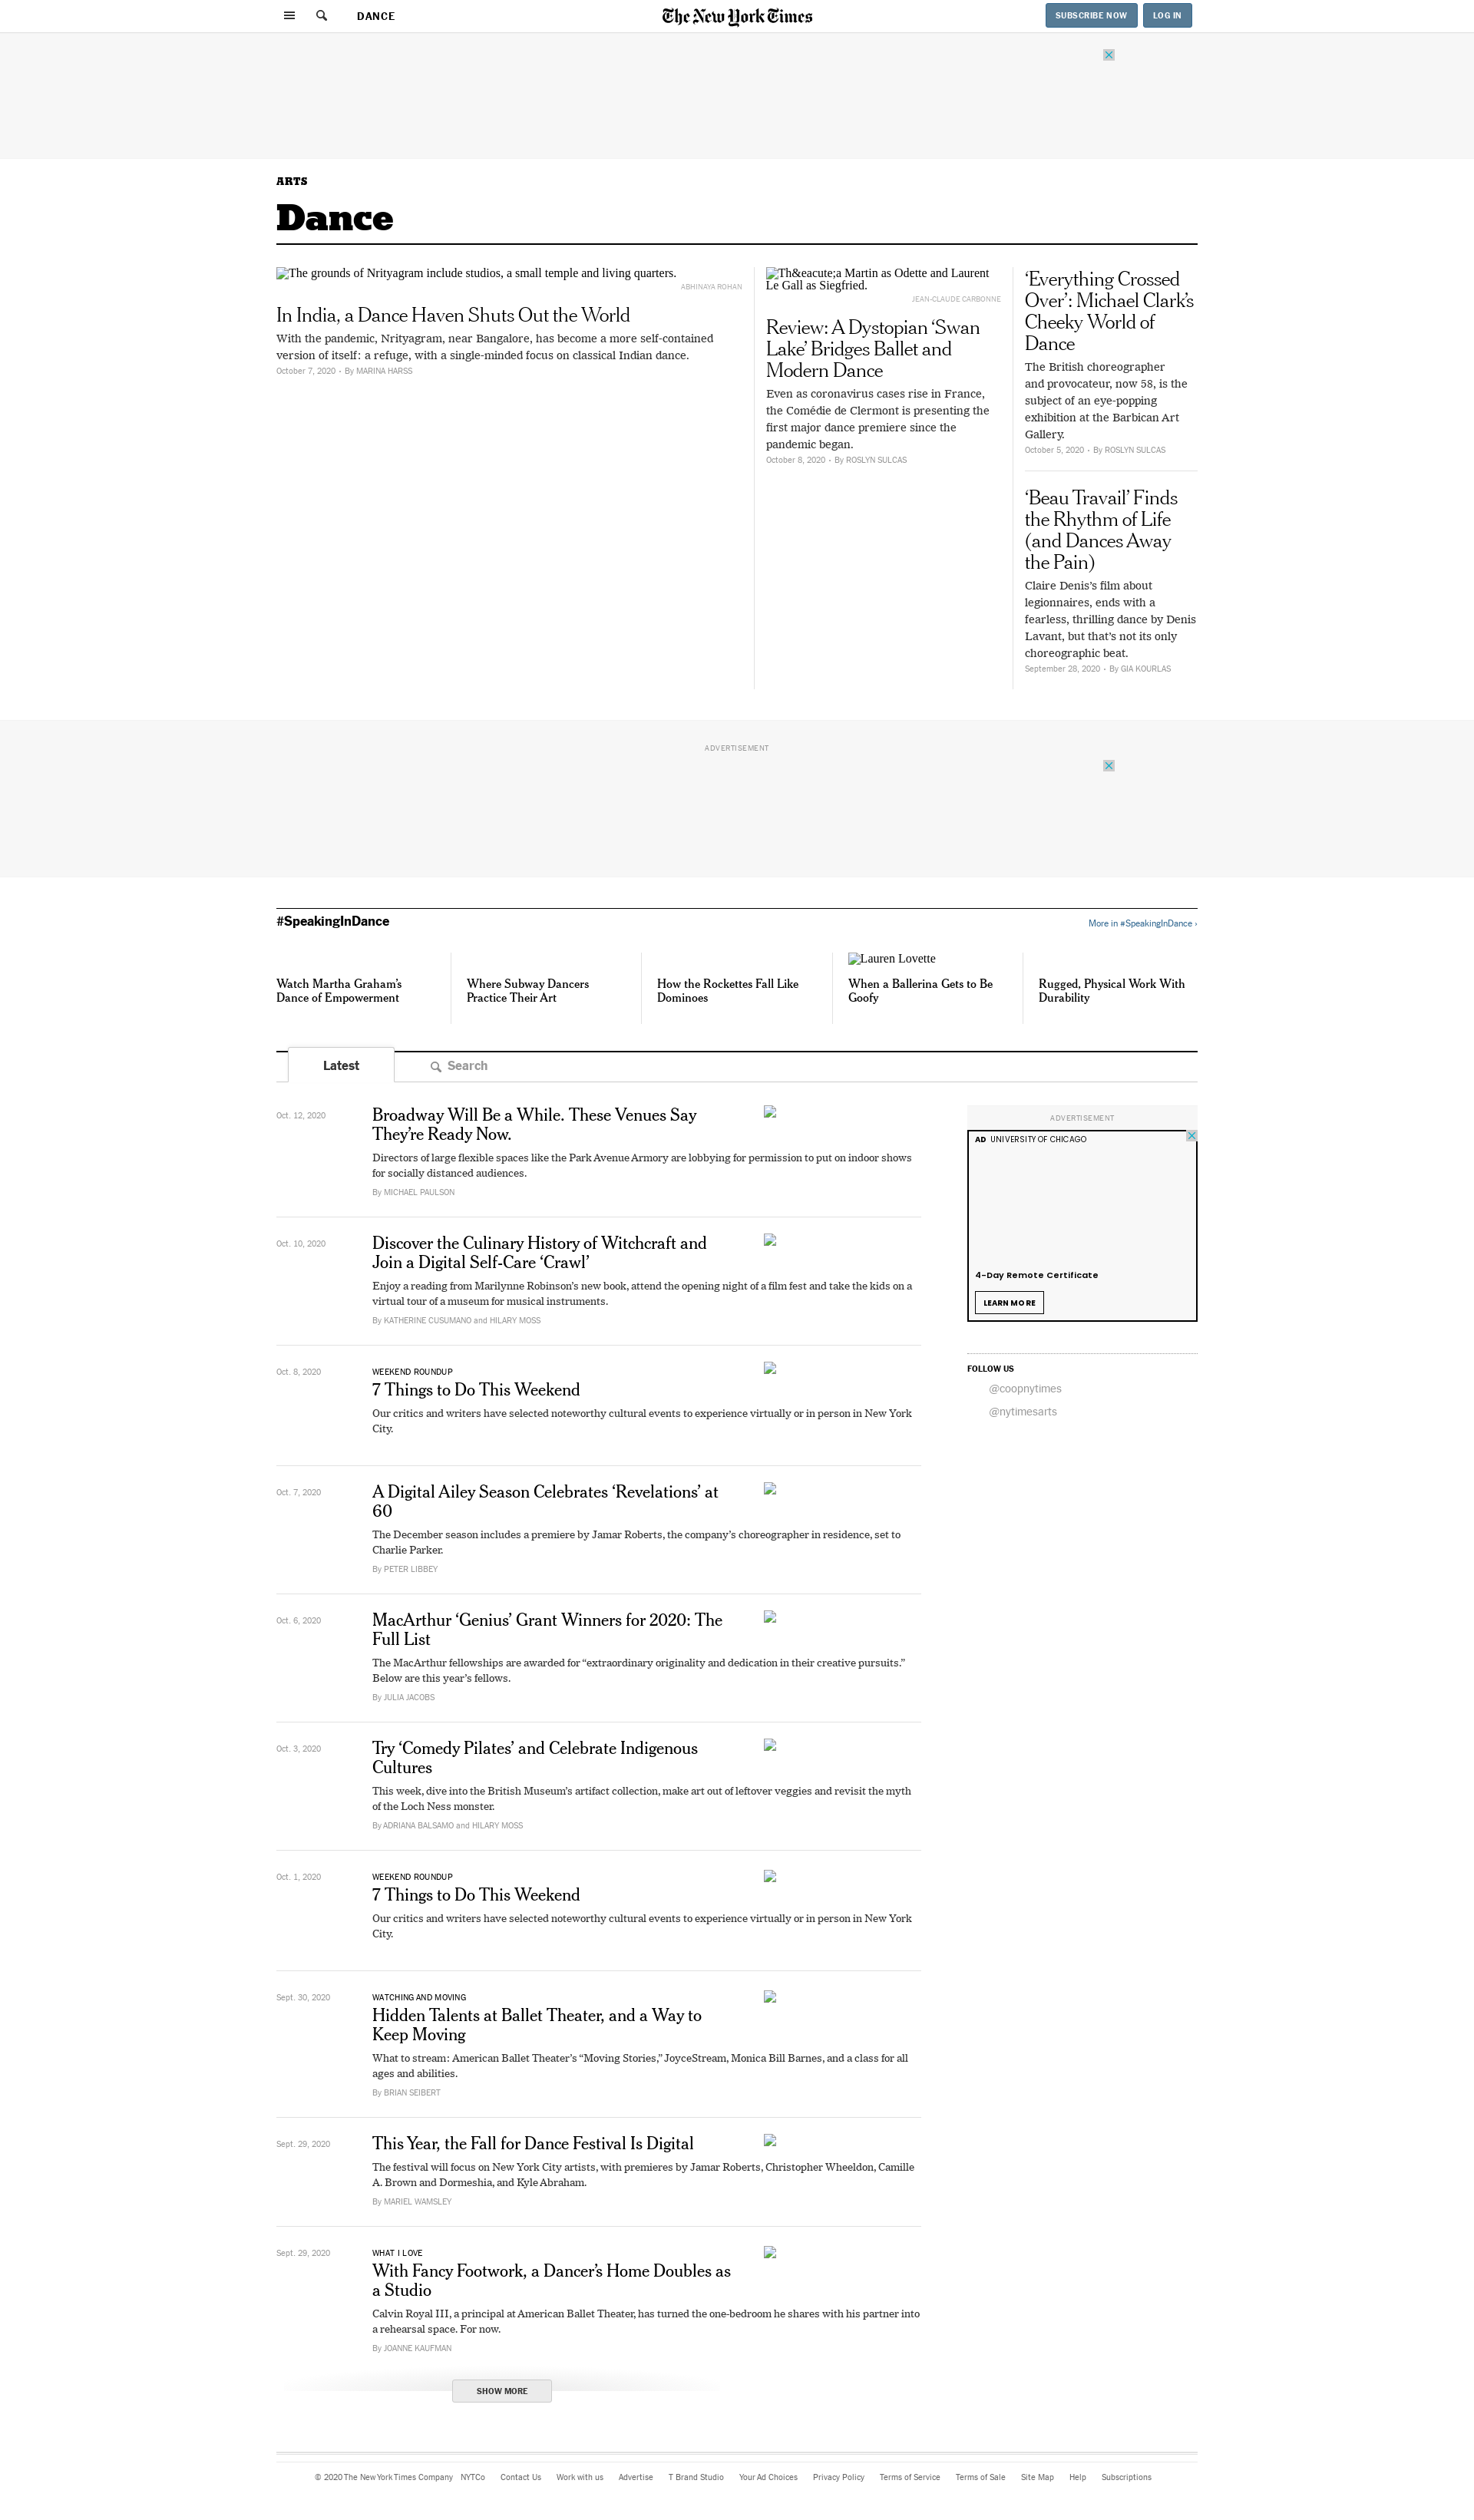 DANCE
The New York Times
SUBSCRIBE NOW
LOG IN
ARTS
Dance
The grounds of Nrityagram include studios, a small temple and living quarters.
ABHINAYA ROHAN
In India, a Dance Haven Shuts Out the World
With the pandemic, Nrityagram, near Bangalore, has become a more self-contained
version of itself: a refuge, with a single-minded focus on classical Indian dance.
October 7, 2020 • By MARINA HARSS
Th&eacute;a Martin as Odette and Laurent
Le Gall as Siegfried.
JEAN-CLAUDE CARBONNE
Review: A Dystopian ‘Swan
Lake’ Bridges Ballet and
Modern Dance
Even as coronavirus cases rise in France,
the Comédie de Clermont is presenting the
first major dance premiere since the
pandemic began.
October 8, 2020 • By ROSLYN SULCAS
‘Everything Crossed
Over’: Michael Clark’s
Cheeky World of
Dance
The British choreographer
and provocateur, now 58, is the
subject of an eye-popping
exhibition at the Barbican Art
Gallery.
October 5, 2020 • By ROSLYN SULCAS
‘Beau Travail’ Finds
the Rhythm of Life
(and Dances Away
the Pain)
Claire Denis’s film about
legionnaires, ends with a
fearless, thrilling dance by Denis
Lavant, but that’s not its only
choreographic beat.
September 28, 2020 • By GIA KOURLAS
ADVERTISEMENT
#SpeakingInDance
More in #SpeakingInDance ›
Watch Martha Graham’s
Dance of Empowerment
Where Subway Dancers
Practice Their Art
How the Rockettes Fall Like
Dominoes
Lauren Lovette
When a Ballerina Gets to Be
Goofy
Rugged, Physical Work With
Durability
Latest
Search
Oct. 12, 2020
Broadway Will Be a While. These Venues Say
They’re Ready Now.
Directors of large flexible spaces like the Park Avenue Armory are lobbying for permission to put on indoor shows
for socially distanced audiences.
By MICHAEL PAULSON
Oct. 10, 2020
Discover the Culinary History of Witchcraft and
Join a Digital Self-Care ‘Crawl’
Enjoy a reading from Marilynne Robinson’s new book, attend the opening night of a film fest and take the kids on a
virtual tour of a museum for musical instruments.
By KATHERINE CUSUMANO and HILARY MOSS
Oct. 8, 2020
WEEKEND ROUNDUP
7 Things to Do This Weekend
Our critics and writers have selected noteworthy cultural events to experience virtually or in person in New York
City.
Oct. 7, 2020
A Digital Ailey Season Celebrates ‘Revelations’ at
60
The December season includes a premiere by Jamar Roberts, the company’s choreographer in residence, set to
Charlie Parker.
By PETER LIBBEY
Oct. 6, 2020
MacArthur ‘Genius’ Grant Winners for 2020: The
Full List
The MacArthur fellowships are awarded for “extraordinary originality and dedication in their creative pursuits.”
Below are this year’s fellows.
By JULIA JACOBS
Oct. 3, 2020
Try ‘Comedy Pilates’ and Celebrate Indigenous
Cultures
This week, dive into the British Museum’s artifact collection, make art out of leftover veggies and revisit the myth
of the Loch Ness monster.
By ADRIANA BALSAMO and HILARY MOSS
Oct. 1, 2020
WEEKEND ROUNDUP
7 Things to Do This Weekend
Our critics and writers have selected noteworthy cultural events to experience virtually or in person in New York
City.
Sept. 30, 2020
WATCHING AND MOVING
Hidden Talents at Ballet Theater, and a Way to
Keep Moving
What to stream: American Ballet Theater’s “Moving Stories,” JoyceStream, Monica Bill Barnes, and a class for all
ages and abilities.
By BRIAN SEIBERT
Sept. 29, 2020
This Year, the Fall for Dance Festival Is Digital
The festival will focus on New York City artists, with premieres by Jamar Roberts, Christopher Wheeldon, Camille
A. Brown and Dormeshia, and Kyle Abraham.
By MARIEL WAMSLEY
Sept. 29, 2020
WHAT I LOVE
With Fancy Footwork, a Dancer’s Home Doubles as
a Studio
Calvin Royal III, a principal at American Ballet Theater, has turned the one-bedroom he shares with his partner into
a rehearsal space. For now.
By JOANNE KAUFMAN
SHOW MORE
ADVERTISEMENT
AD UNIVERSITY OF CHICAGO
4-Day Remote Certificate
LEARN MORE
FOLLOW US
@coopnytimes
@nytimesarts
© 2020 The New York Times Company NYTCo Contact Us Work with us Advertise T Brand Studio Your Ad Choices Privacy Policy Terms of Service Terms of Sale Site Map Help Subscriptions